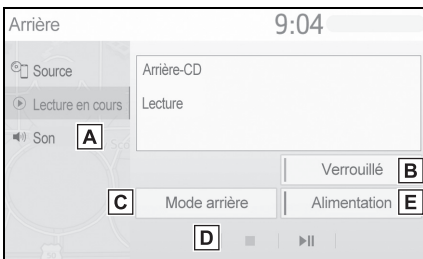 Arrière
9:04
Source
Arrière-CD
Lecture en cours
Lecture
Son
A
Verrouillé
B
C
Mode arrière
Alimentation
E
D